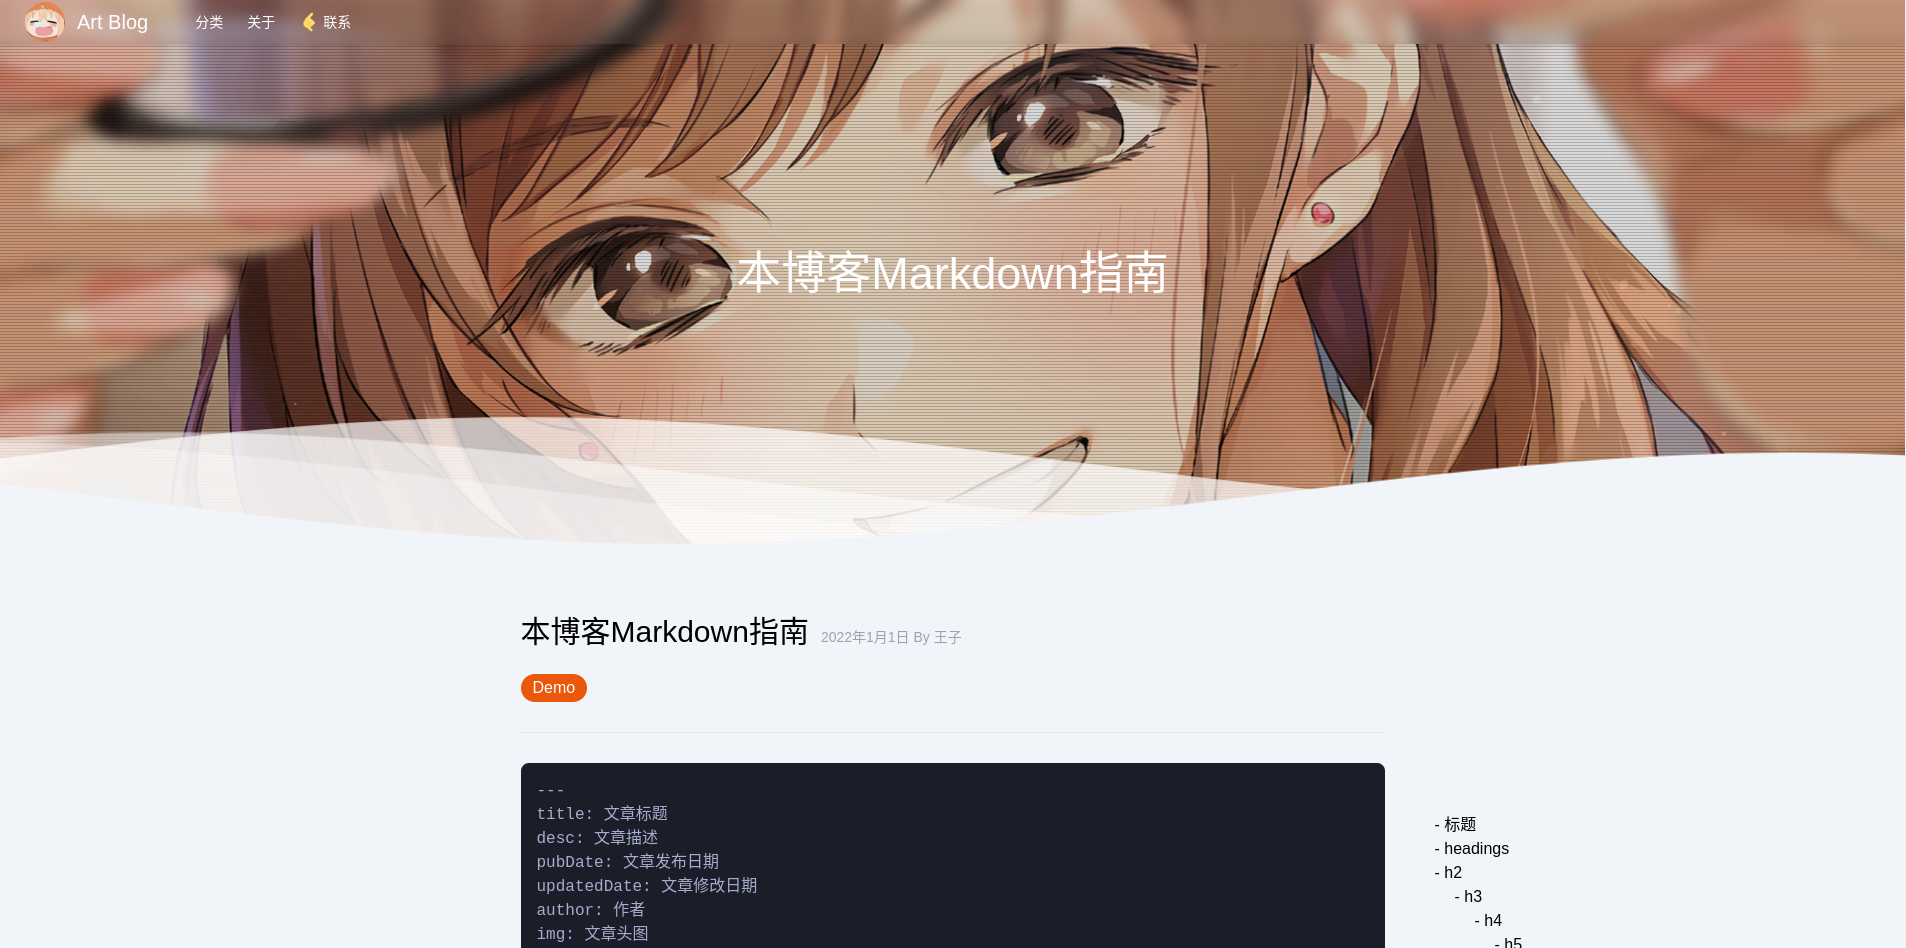 Art Blog 分类 关于 🤙 联系
本博客Markdown指南
本博客Markdown指南 2022年1月1日 By 王子
Demo
---
title: 文章标题
desc: 文章描述
pubDate: 文章发布日期
updatedDate: 文章修改日期
author: 作者
img: 文章头图
- 标题
- headings
- h2
- h3
- h4
- h5